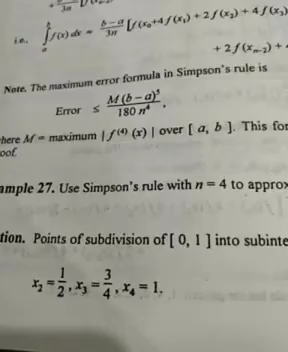 b
+ — ∫ f(
3n
i.e., ∫ₐ f(x) dx = (b − a)/3n [f(x₀+4 f(x₁) + 2 f(x₂) + 4 f(x₃)
+ 2 f(xₙ₋₂) +
Note. The maximum error formula in Simpson's rule is
Error ≤ M (b − a)⁵ / 180 n⁴ .
here M = maximum | f⁽⁴⁾ (x) | over [ a, b ]. This for
oof.
ample 27. Use Simpson's rule with n = 4 to approx
tion. Points of subdivision of [ 0, 1 ] into subinte
x₂ = 1/2 , x₃ = 3/4 , x₄ = 1.